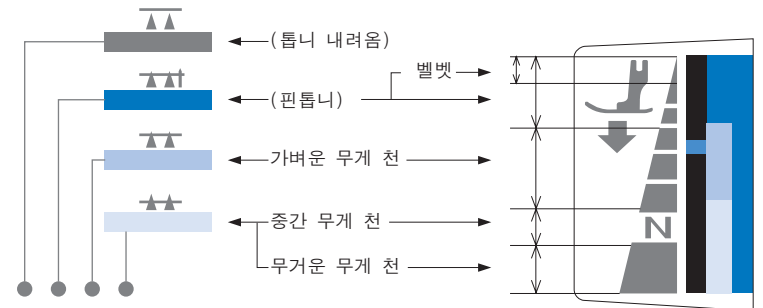 (톱니 내려옴)
벨벳
(핀톱니)
가벼운 무게 천
중간 무게 천
N
무거운 무게 천